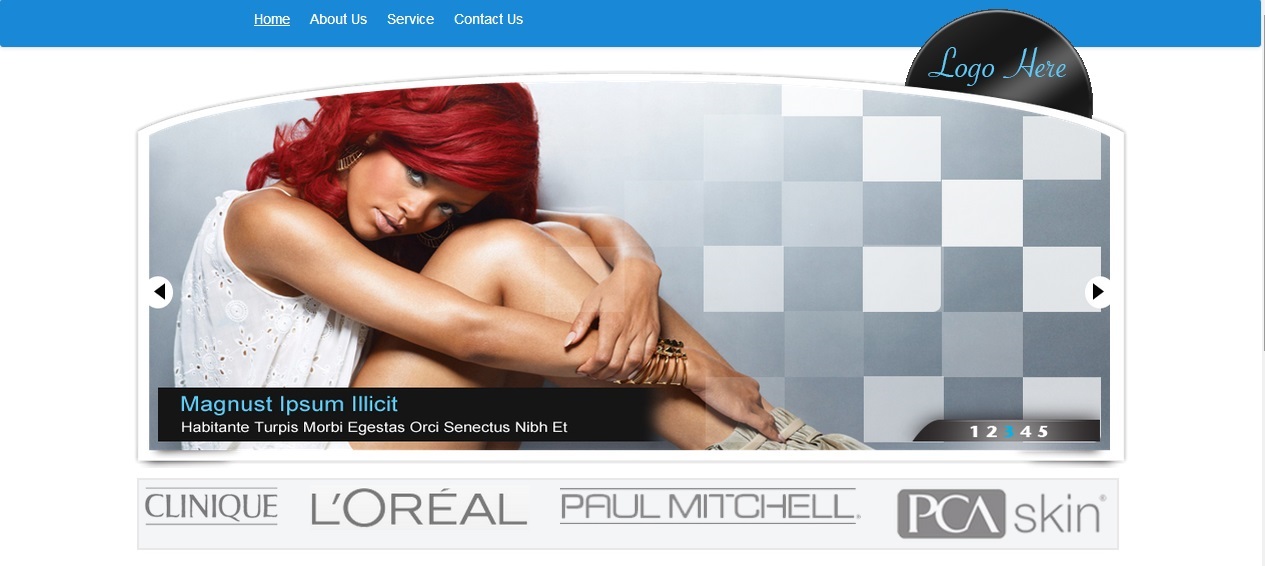 Home About Us Service Contact Us
Logo Here
Magnust Ipsum Illicit
Habitante Turpis Morbi Egestas Orci Senectus Nibh Et
1 2 3 4 5
CLINIQUE L'ORÉAL PAUL MITCHELL® PCA skin®